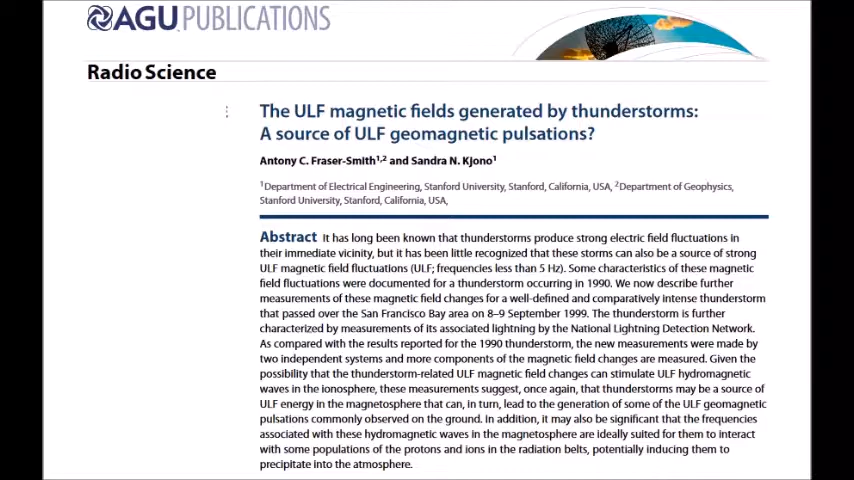 AGU PUBLICATIONS
Radio Science
The ULF magnetic fields generated by thunderstorms:
A source of ULF geomagnetic pulsations?
Antony C. Fraser-Smith1,2 and Sandra N. Kjono1
1Department of Electrical Engineering, Stanford University, Stanford, California, USA, 2Department of Geophysics,
Stanford University, Stanford, California, USA,
Abstract It has long been known that thunderstorms produce strong electric field fluctuations in
their immediate vicinity, but it has been little recognized that these storms can also be a source of strong
ULF magnetic field fluctuations (ULF; frequencies less than 5 Hz). Some characteristics of these magnetic
field fluctuations were documented for a thunderstorm occurring in 1990. We now describe further
measurements of these magnetic field changes for a well-defined and comparatively intense thunderstorm
that passed over the San Francisco Bay area on 8–9 September 1999. The thunderstorm is further
characterized by measurements of its associated lightning by the National Lightning Detection Network.
As compared with the results reported for the 1990 thunderstorm, the new measurements were made by
two independent systems and more components of the magnetic field changes are measured. Given the
possibility that the thunderstorm-related ULF magnetic field changes can stimulate ULF hydromagnetic
waves in the ionosphere, these measurements suggest, once again, that thunderstorms may be a source of
ULF energy in the magnetosphere that can, in turn, lead to the generation of some of the ULF geomagnetic
pulsations commonly observed on the ground. In addition, it may also be significant that the frequencies
associated with these hydromagnetic waves in the magnetosphere are ideally suited for them to interact
with some populations of the protons and ions in the radiation belts, potentially inducing them to
precipitate into the atmosphere.